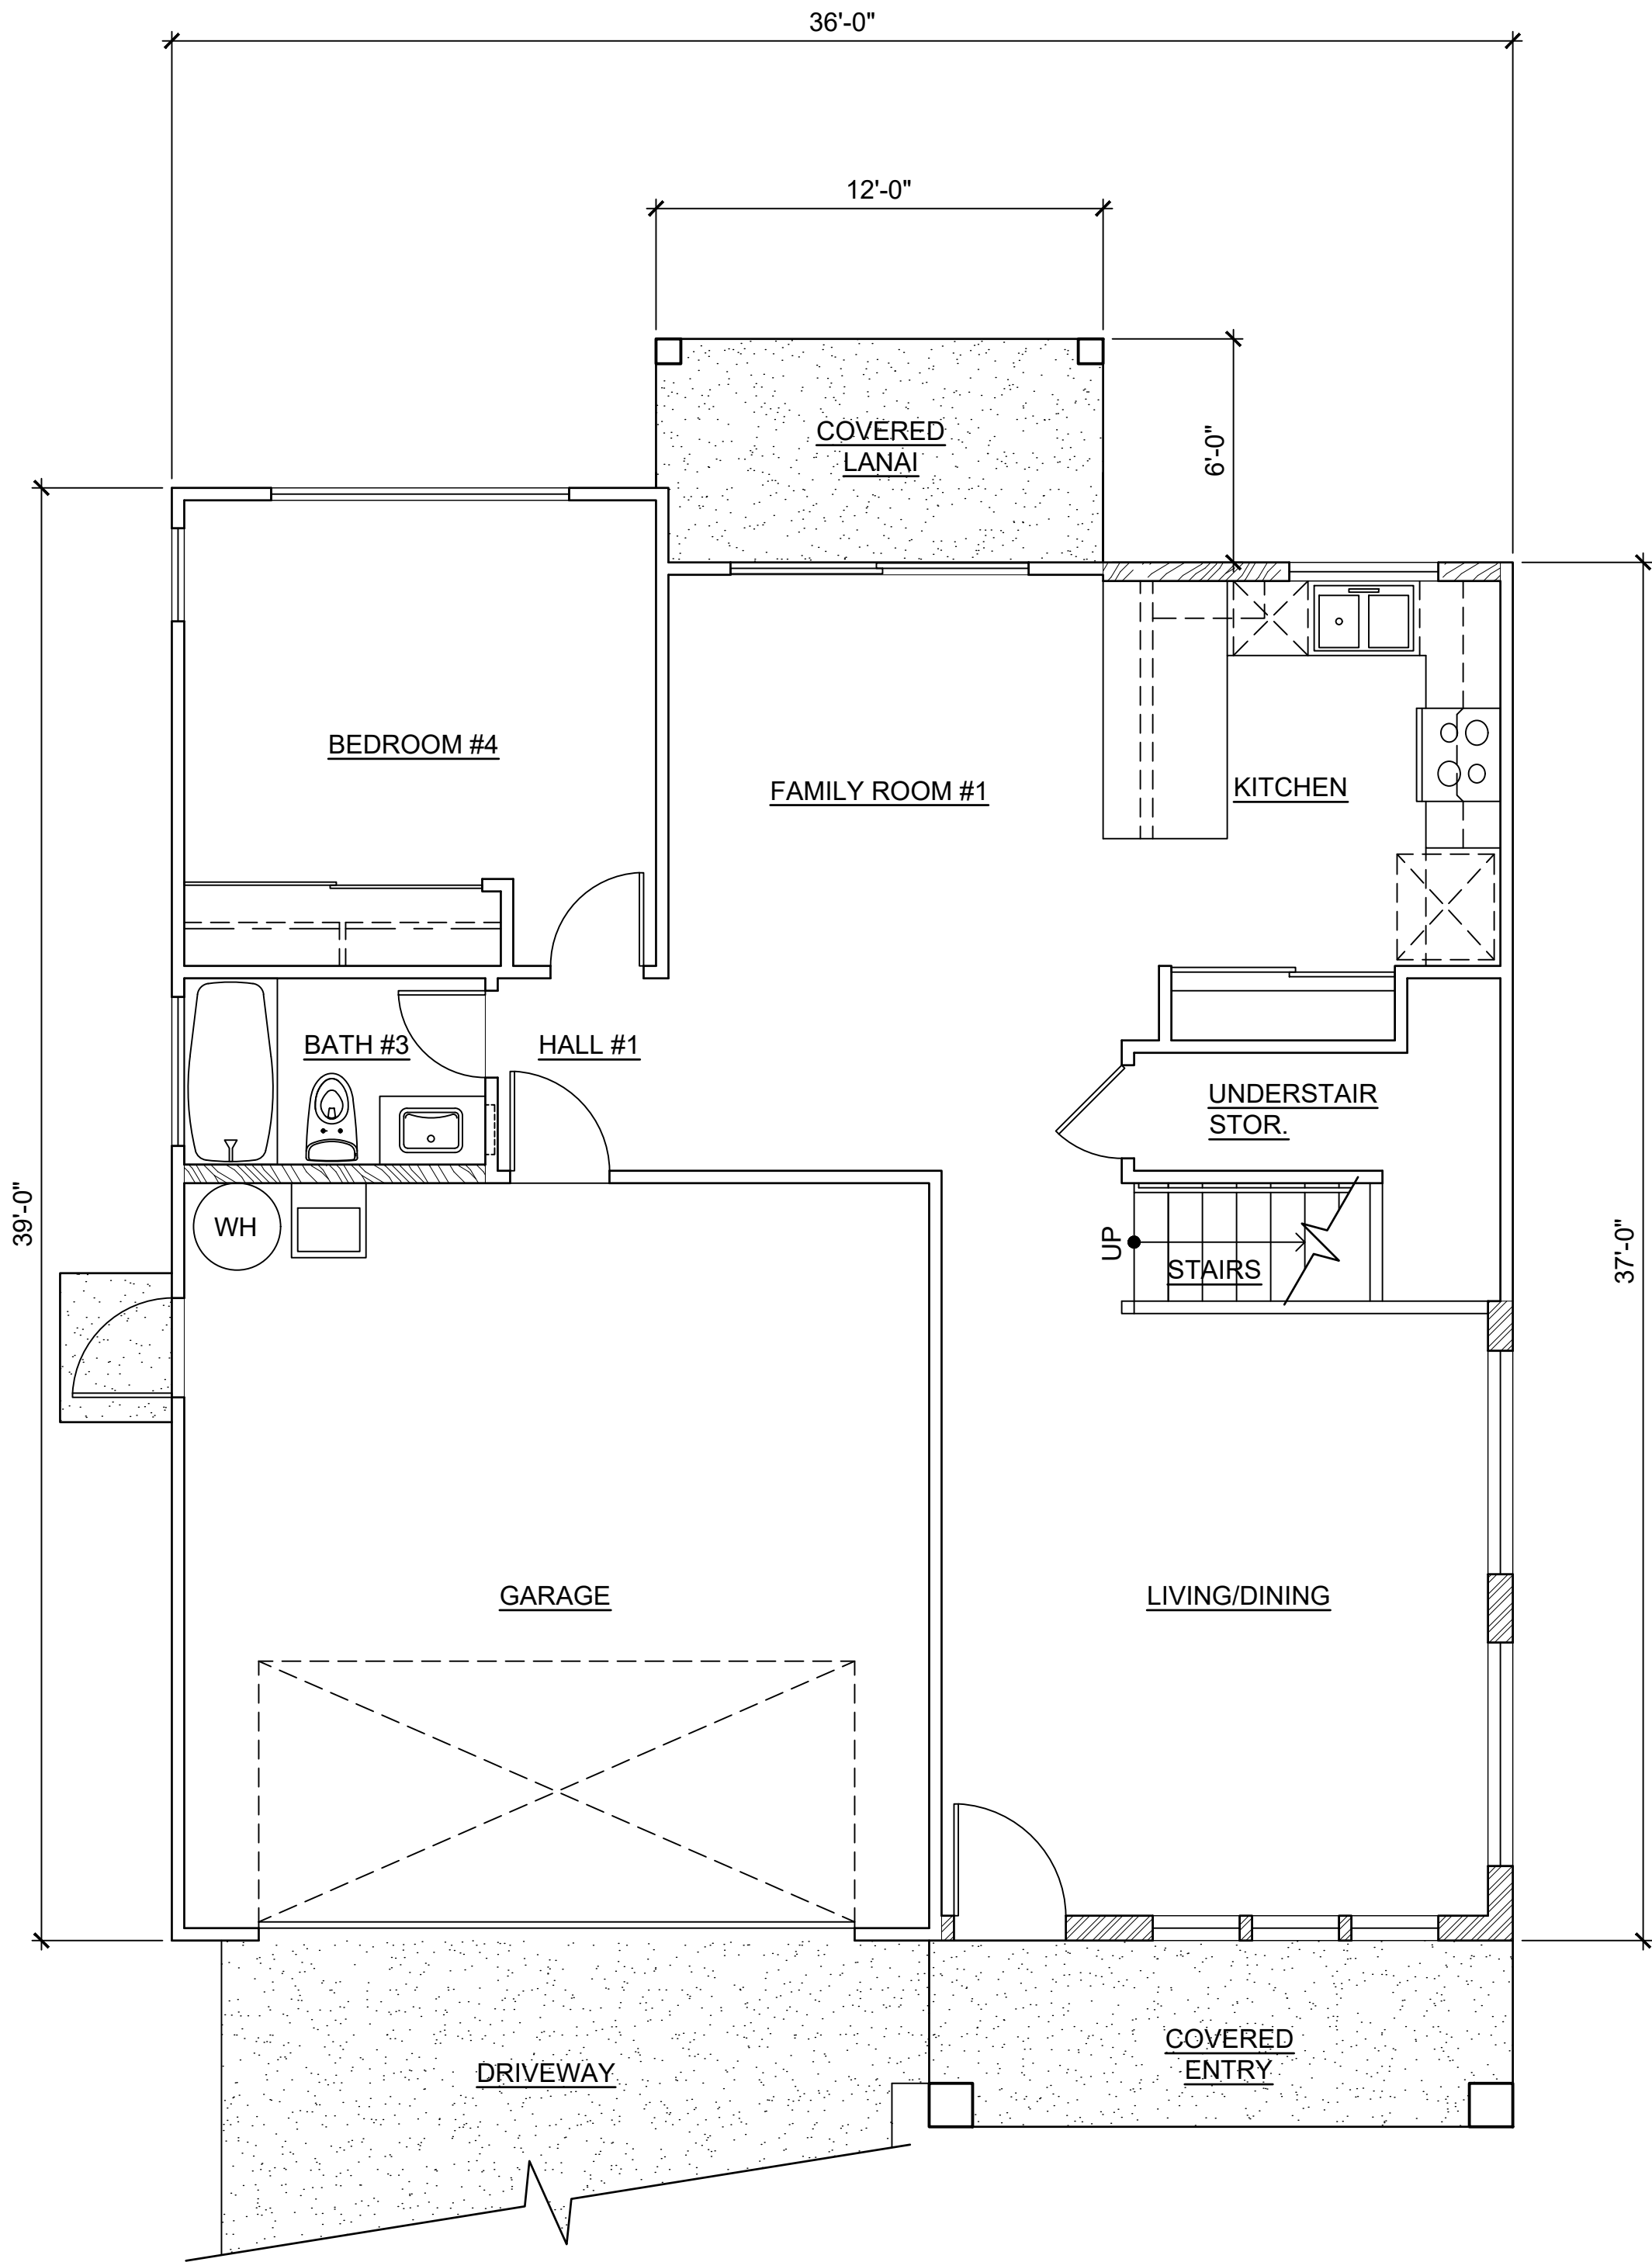 36'-0"
12'-0"
COVERED
LANAI
6'-0"
BEDROOM #4
FAMILY ROOM #1
KITCHEN
BATH #3
HALL #1
UNDERSTAIR
STOR.
39'-0"
WH
UP
STAIRS
37'-0"
GARAGE
LIVING/DINING
DRIVEWAY
COVERED
ENTRY